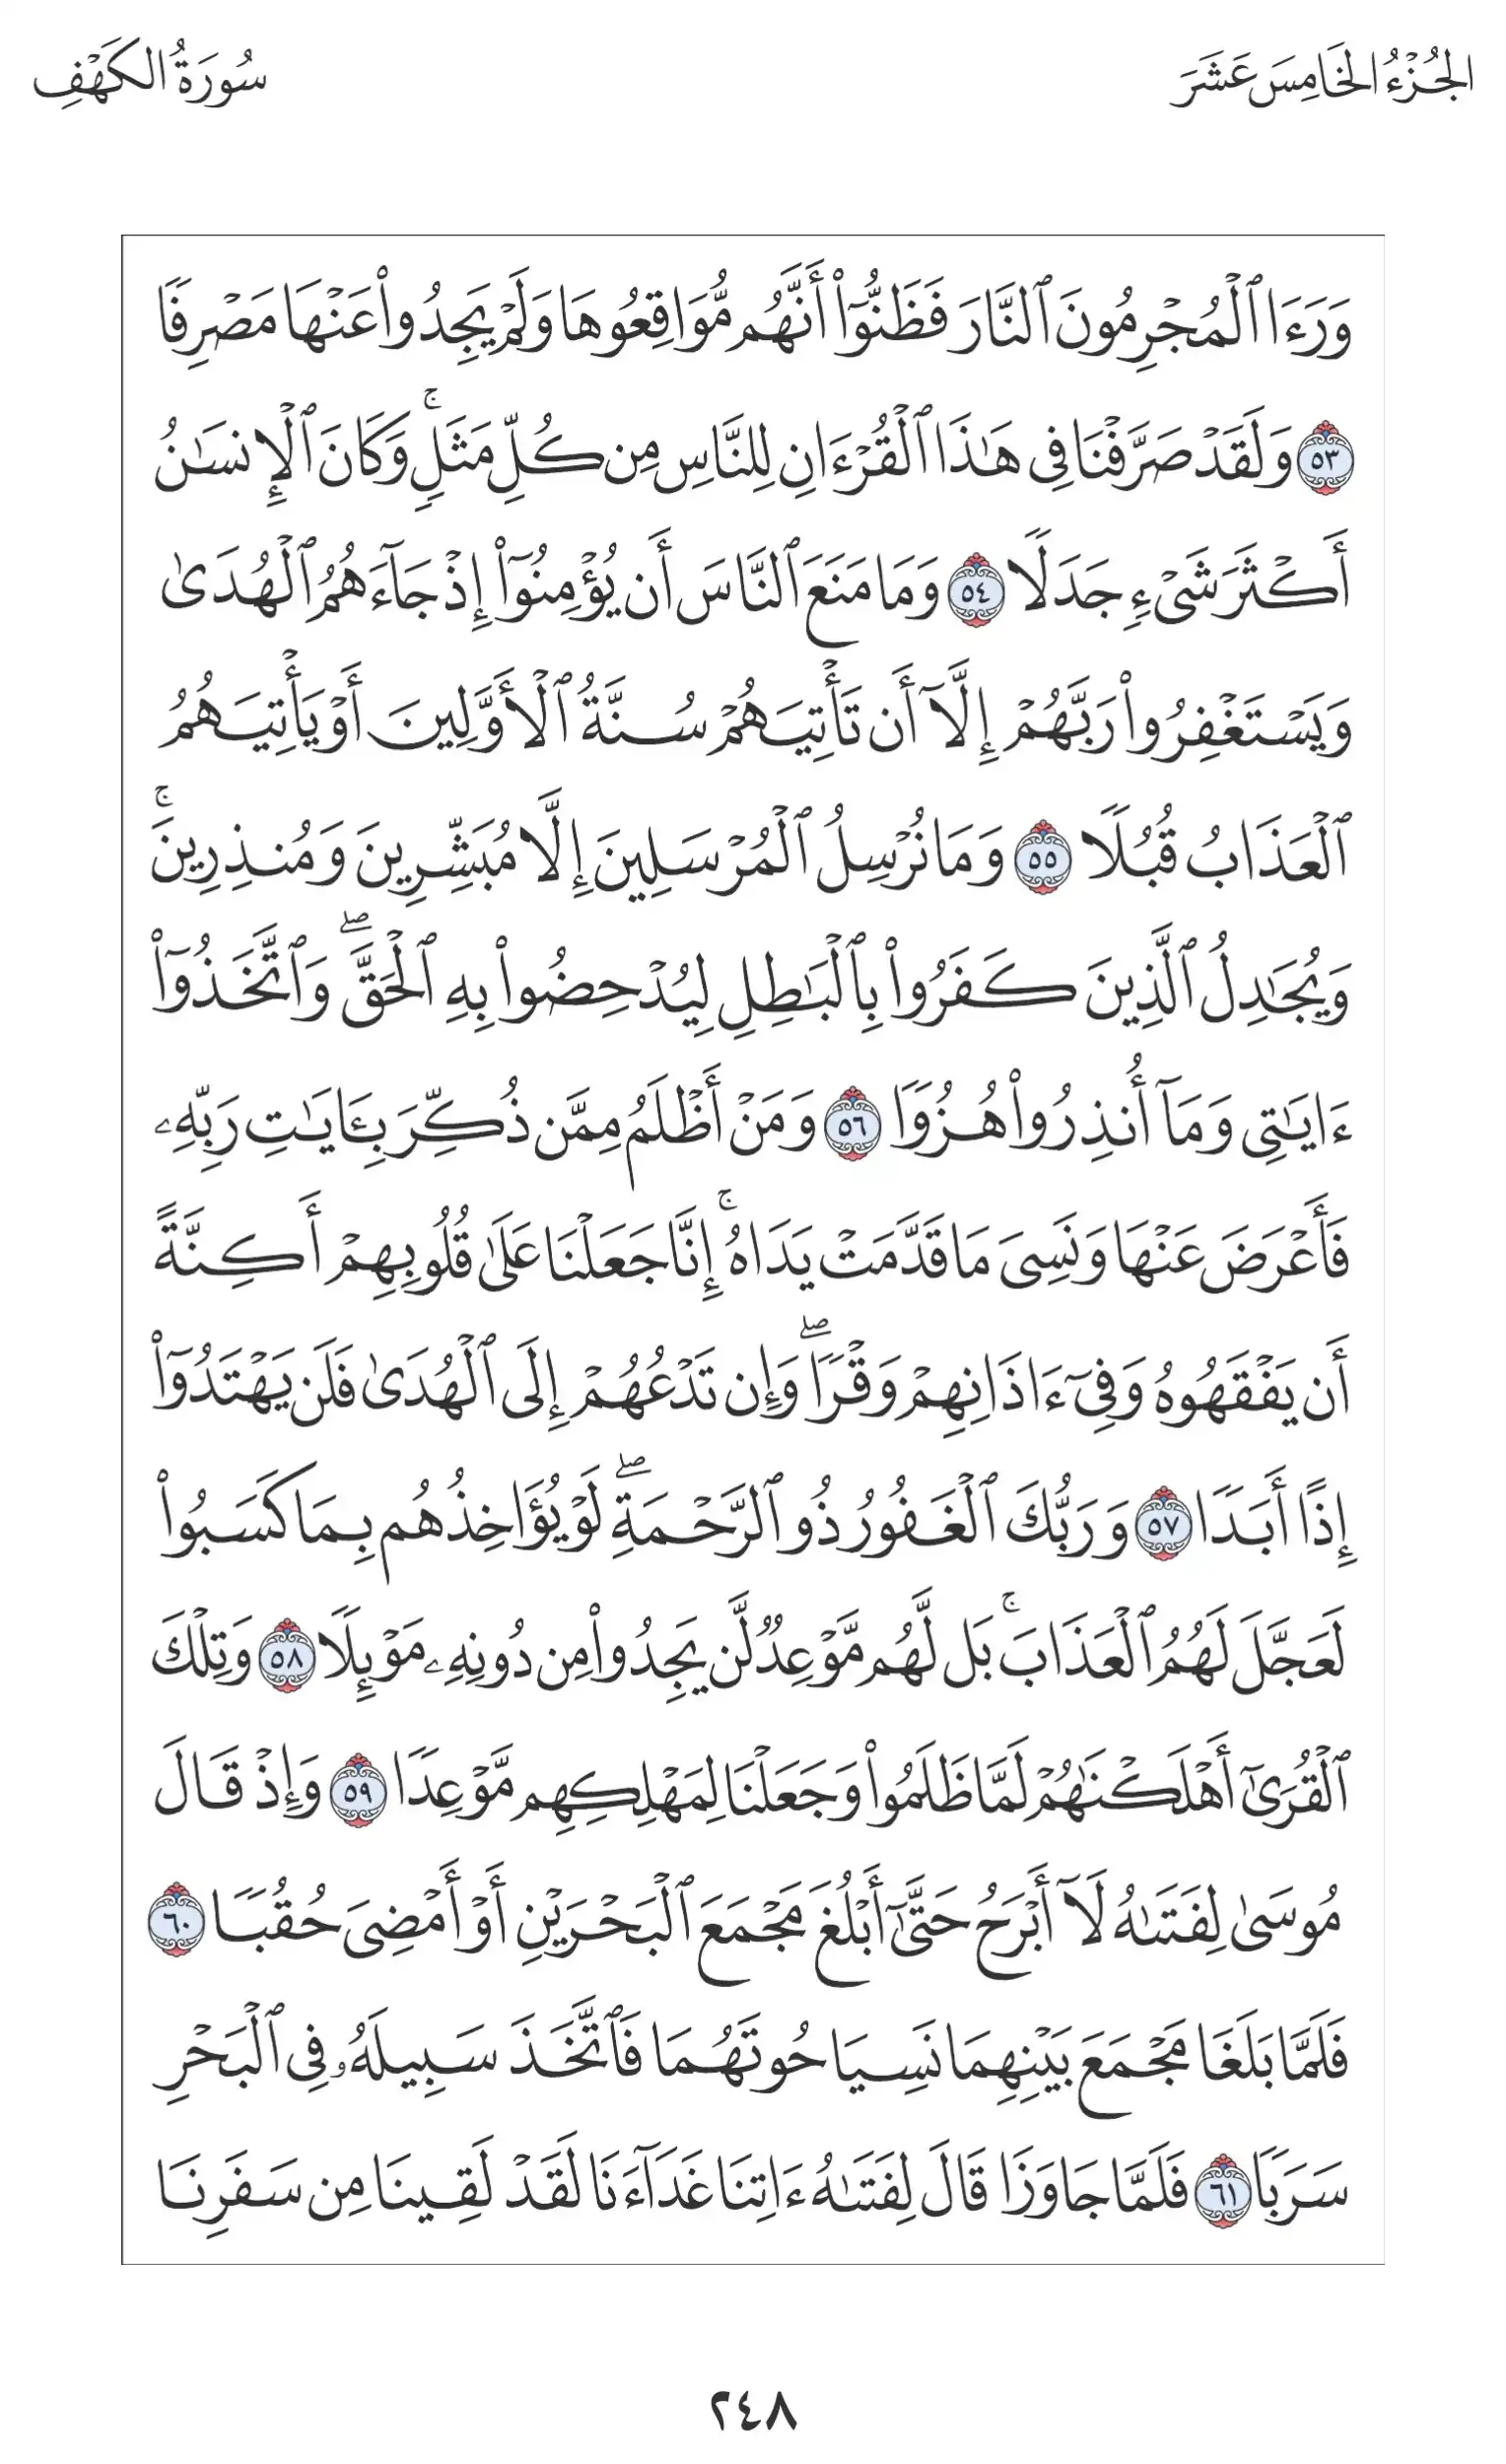 الجُزْءُ الخَامِسَ عَشَرَ
سُورَةُ الكَهْفِ
وَرَءَا ٱلْمُجْرِمُونَ ٱلنَّارَ فَظَنُّوٓا۟ أَنَّهُم مُّوَاقِعُوهَا وَلَمْ يَجِدُوا۟ عَنْهَا مَصْرِفًا
٥٣ وَلَقَدْ صَرَّفْنَا فِى هَـٰذَا ٱلْقُرْءَانِ لِلنَّاسِ مِن كُلِّ مَثَلٍۚ وَكَانَ ٱلْإِنسَـٰنُ
أَكْثَرَ شَىْءٍ جَدَلًا ٥٤ وَمَا مَنَعَ ٱلنَّاسَ أَن يُؤْمِنُوٓا۟ إِذْ جَآءَهُمُ ٱلْهُدَىٰ
وَيَسْتَغْفِرُوا۟ رَبَّهُمْ إِلَّآ أَن تَأْتِيَهُمْ سُنَّةُ ٱلْأَوَّلِينَ أَوْ يَأْتِيَهُمُ
ٱلْعَذَابُ قُبُلًا ٥٥ وَمَا نُرْسِلُ ٱلْمُرْسَلِينَ إِلَّا مُبَشِّرِينَ وَمُنذِرِينَۚ
وَيُجَـٰدِلُ ٱلَّذِينَ كَفَرُوا۟ بِٱلْبَـٰطِلِ لِيُدْحِضُوا۟ بِهِ ٱلْحَقَّۖ وَٱتَّخَذُوٓا۟
ءَايَـٰتِى وَمَآ أُنذِرُوا۟ هُزُوًا ٥٦ وَمَنْ أَظْلَمُ مِمَّن ذُكِّرَ بِـَٔايَـٰتِ رَبِّهِۦ
فَأَعْرَضَ عَنْهَا وَنَسِىَ مَا قَدَّمَتْ يَدَاهُۚ إِنَّا جَعَلْنَا عَلَىٰ قُلُوبِهِمْ أَكِنَّةً
أَن يَفْقَهُوهُ وَفِىٓ ءَاذَانِهِمْ وَقْرًاۖ وَإِن تَدْعُهُمْ إِلَى ٱلْهُدَىٰ فَلَن يَهْتَدُوٓا۟
إِذًا أَبَدًا ٥٧ وَرَبُّكَ ٱلْغَفُورُ ذُو ٱلرَّحْمَةِۖ لَوْ يُؤَاخِذُهُم بِمَا كَسَبُوا۟
لَعَجَّلَ لَهُمُ ٱلْعَذَابَۚ بَل لَّهُم مَّوْعِدٌ لَّن يَجِدُوا۟ مِن دُونِهِۦ مَوْئِلًا ٥٨ وَتِلْكَ
ٱلْقُرَىٰٓ أَهْلَكْنَـٰهُمْ لَمَّا ظَلَمُوا۟ وَجَعَلْنَا لِمَهْلِكِهِم مَّوْعِدًا ٥٩ وَإِذْ قَالَ
مُوسَىٰ لِفَتَىٰهُ لَآ أَبْرَحُ حَتَّىٰٓ أَبْلُغَ مَجْمَعَ ٱلْبَحْرَيْنِ أَوْ أَمْضِىَ حُقُبًا ٦٠
فَلَمَّا بَلَغَا مَجْمَعَ بَيْنِهِمَا نَسِيَا حُوتَهُمَا فَٱتَّخَذَ سَبِيلَهُۥ فِى ٱلْبَحْرِ
سَرَبًا ٦١ فَلَمَّا جَاوَزَا قَالَ لِفَتَىٰهُ ءَاتِنَا غَدَآءَنَا لَقَدْ لَقِينَا مِن سَفَرِنَا
٢٤٨